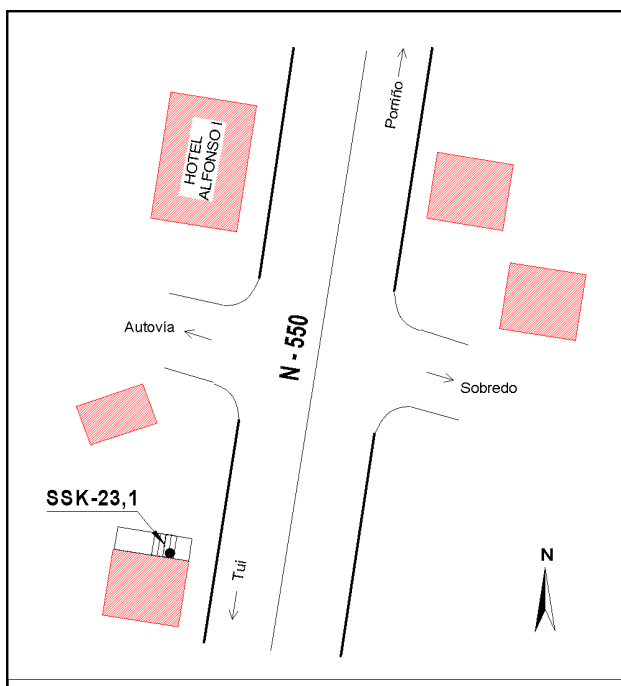 Porriño
HOTEL
ALFONSO I
Autovía
N - 550
Sobredo
SSK-23,1
Tui
N